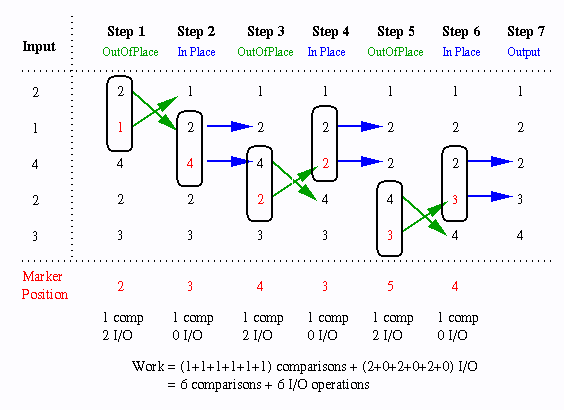 Step 1 Step 2 Step 3 Step 4 Step 5 Step 6 Step 7
Input OutOfPlace In Place OutOfPlace In Place OutOfPlace In Place Output
2 2 1 1 1 1 1 1
1 1 2 2 2 2 2 2
4 4 4 4 2 2 2 2
2 2 2 2 4 4 3 3
3 3 3 3 3 3 4 4
Marker
Position 2 3 4 3 5 4
1 comp 1 comp 1 comp 1 comp 1 comp 1 comp
2 I/O 0 I/O 2 I/O 0 I/O 2 I/O 0 I/O
Work = (1+1+1+1+1+1) comparisons + (2+0+2+0+2+0) I/O
= 6 comparisons + 6 I/O operations